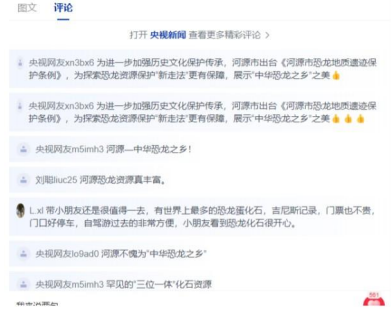 图文 评论
打开 央视新闻 查看更多精彩评论 >
央视网友xn3bx6 为进一步加强历史文化保护传承，河源市出台《河源市恐龙地质遗迹保
护条例》，为探索恐龙资源保护“新走法”更有保障，展示“中华恐龙之乡”之美👍
央视网友xn3bx6 为进一步加强历史文化保护传承，河源市出台《河源市恐龙地质遗迹保
护条例》，为探索恐龙资源保护“新走法”更有保障，展示“中华恐龙之乡”之美👍👍👍
央视网友m5imh3 河源—中华恐龙之乡！
刘聪liuc25 河源恐龙资源真丰富。
L.xl 带小朋友还是很值得一去，有世界上最多的恐龙蛋化石，吉尼斯记录，门票也不贵，
门口好停车，自驾游过去的非常方便，小朋友看到恐龙化石很开心。
央视网友lo9ad0 河源不愧为“中华恐龙之乡”
央视网友m5imh3 罕见的“三位一体”化石资源
581